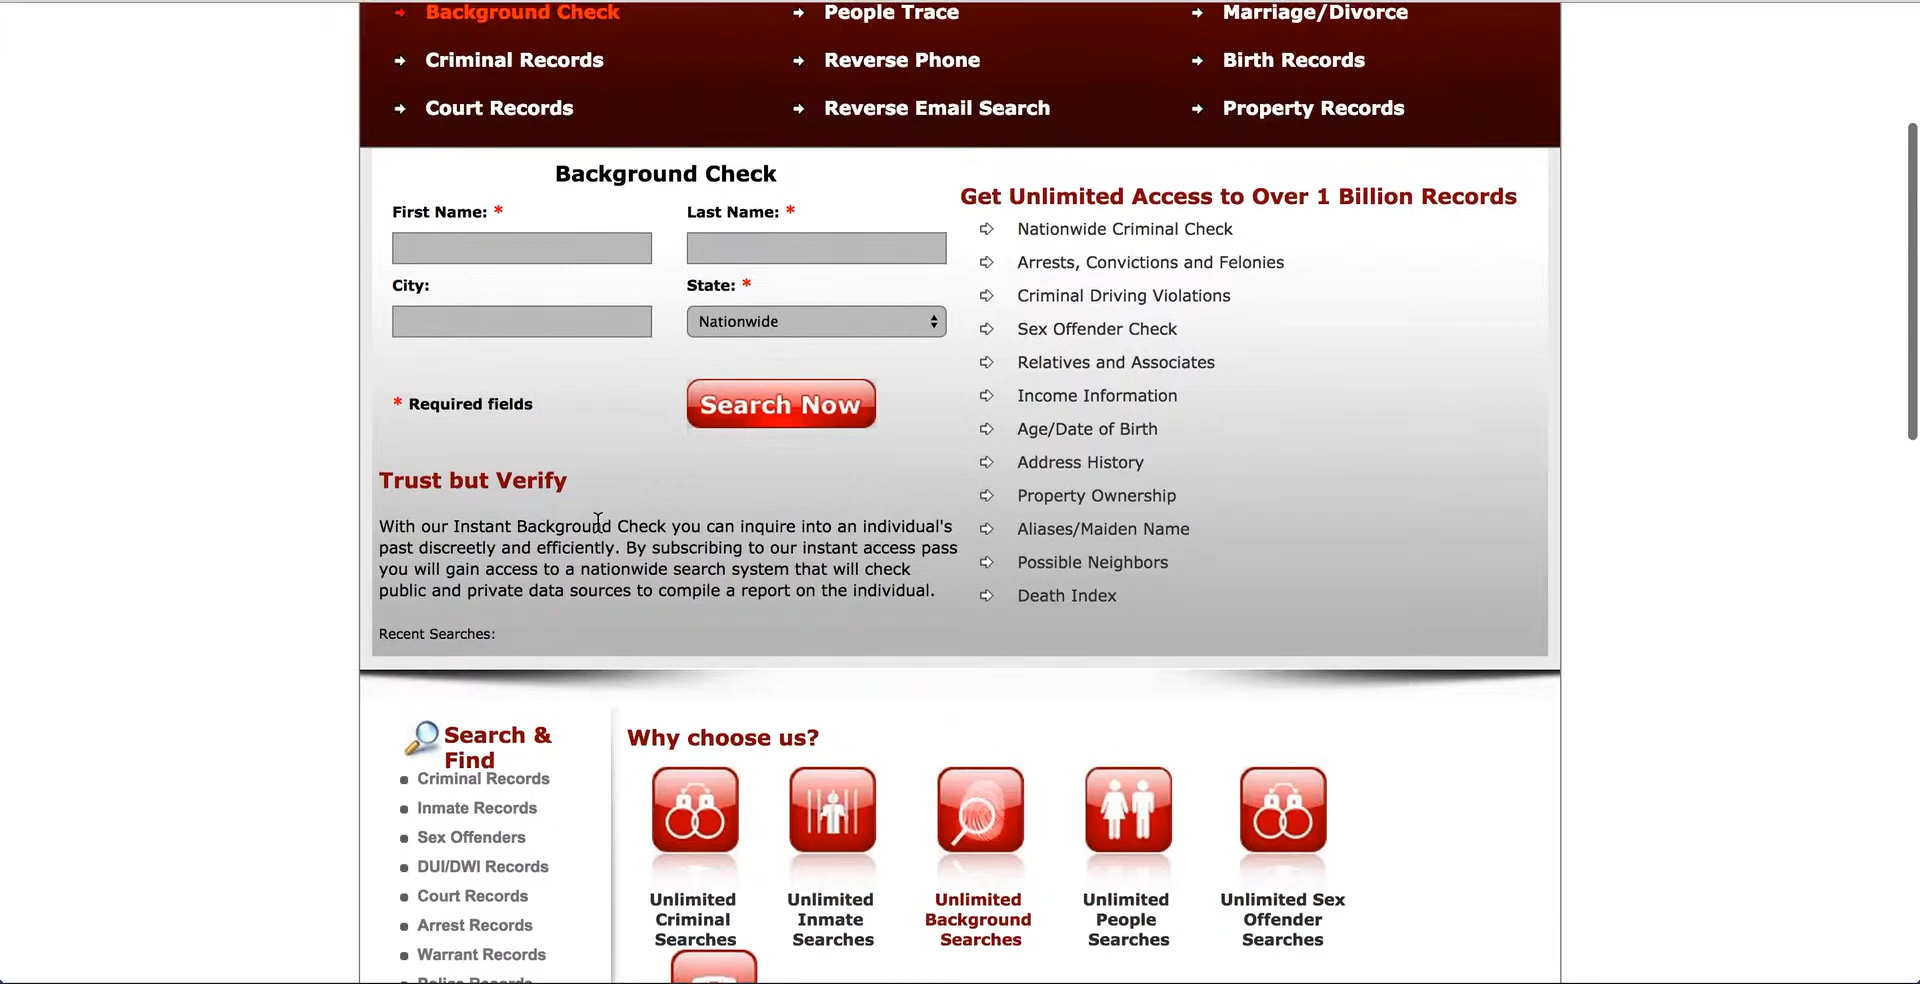 Background Check
People Trace
Marriage/Divorce
Criminal Records
Reverse Phone
Birth Records
Court Records
Reverse Email Search
Property Records
Background Check
First Name: *
Last Name: *
City:
State: *
Nationwide
* Required fields
Search Now
Trust but Verify
With our Instant Background Check you can inquire into an individual's
past discreetly and efficiently. By subscribing to our instant access pass
you will gain access to a nationwide search system that will check
public and private data sources to compile a report on the individual.
Recent Searches:
Get Unlimited Access to Over 1 Billion Records
Nationwide Criminal Check
Arrests, Convictions and Felonies
Criminal Driving Violations
Sex Offender Check
Relatives and Associates
Income Information
Age/Date of Birth
Address History
Property Ownership
Aliases/Maiden Name
Possible Neighbors
Death Index
Search &
Find
Criminal Records
Inmate Records
Sex Offenders
DUI/DWI Records
Court Records
Arrest Records
Warrant Records
Police Records
Why choose us?
Unlimited
Criminal
Searches
Unlimited
Inmate
Searches
Unlimited
Background
Searches
Unlimited
People
Searches
Unlimited Sex
Offender
Searches